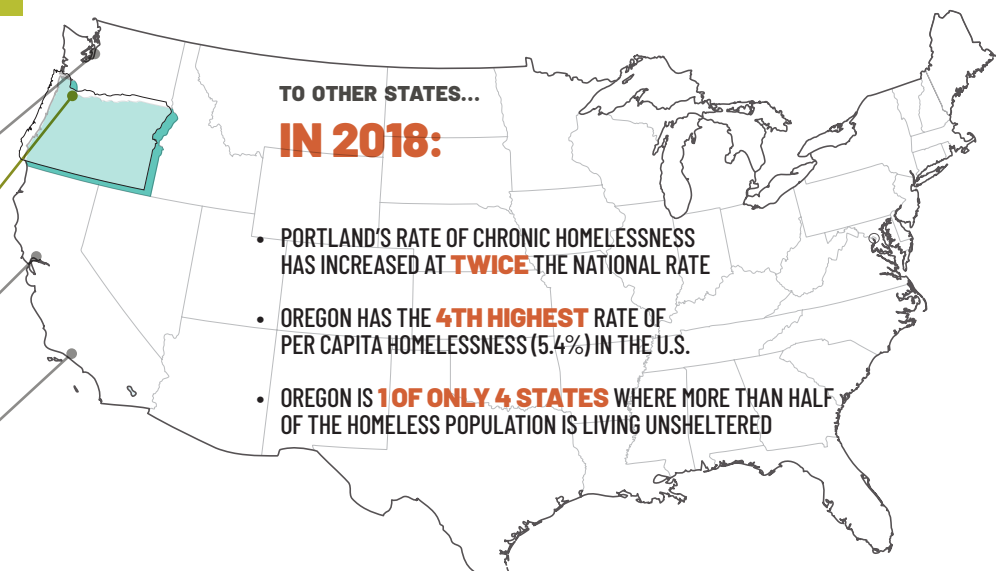 TO OTHER STATES...
IN 2018:
• PORTLAND'S RATE OF CHRONIC HOMELESSNESS
HAS INCREASED AT TWICE THE NATIONAL RATE
• OREGON HAS THE 4TH HIGHEST RATE OF
PER CAPITA HOMELESSNESS (5.4%) IN THE U.S.
• OREGON IS 1 OF ONLY 4 STATES WHERE MORE THAN HALF
OF THE HOMELESS POPULATION IS LIVING UNSHELTERED